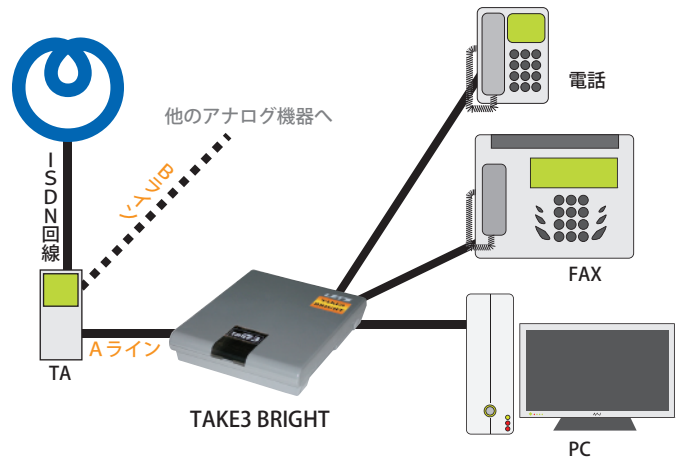 電話
他のアナログ機器へ
Bライン
ISDN回線
FAX
TA
Aライン
TAKE3 BRIGHT
PC